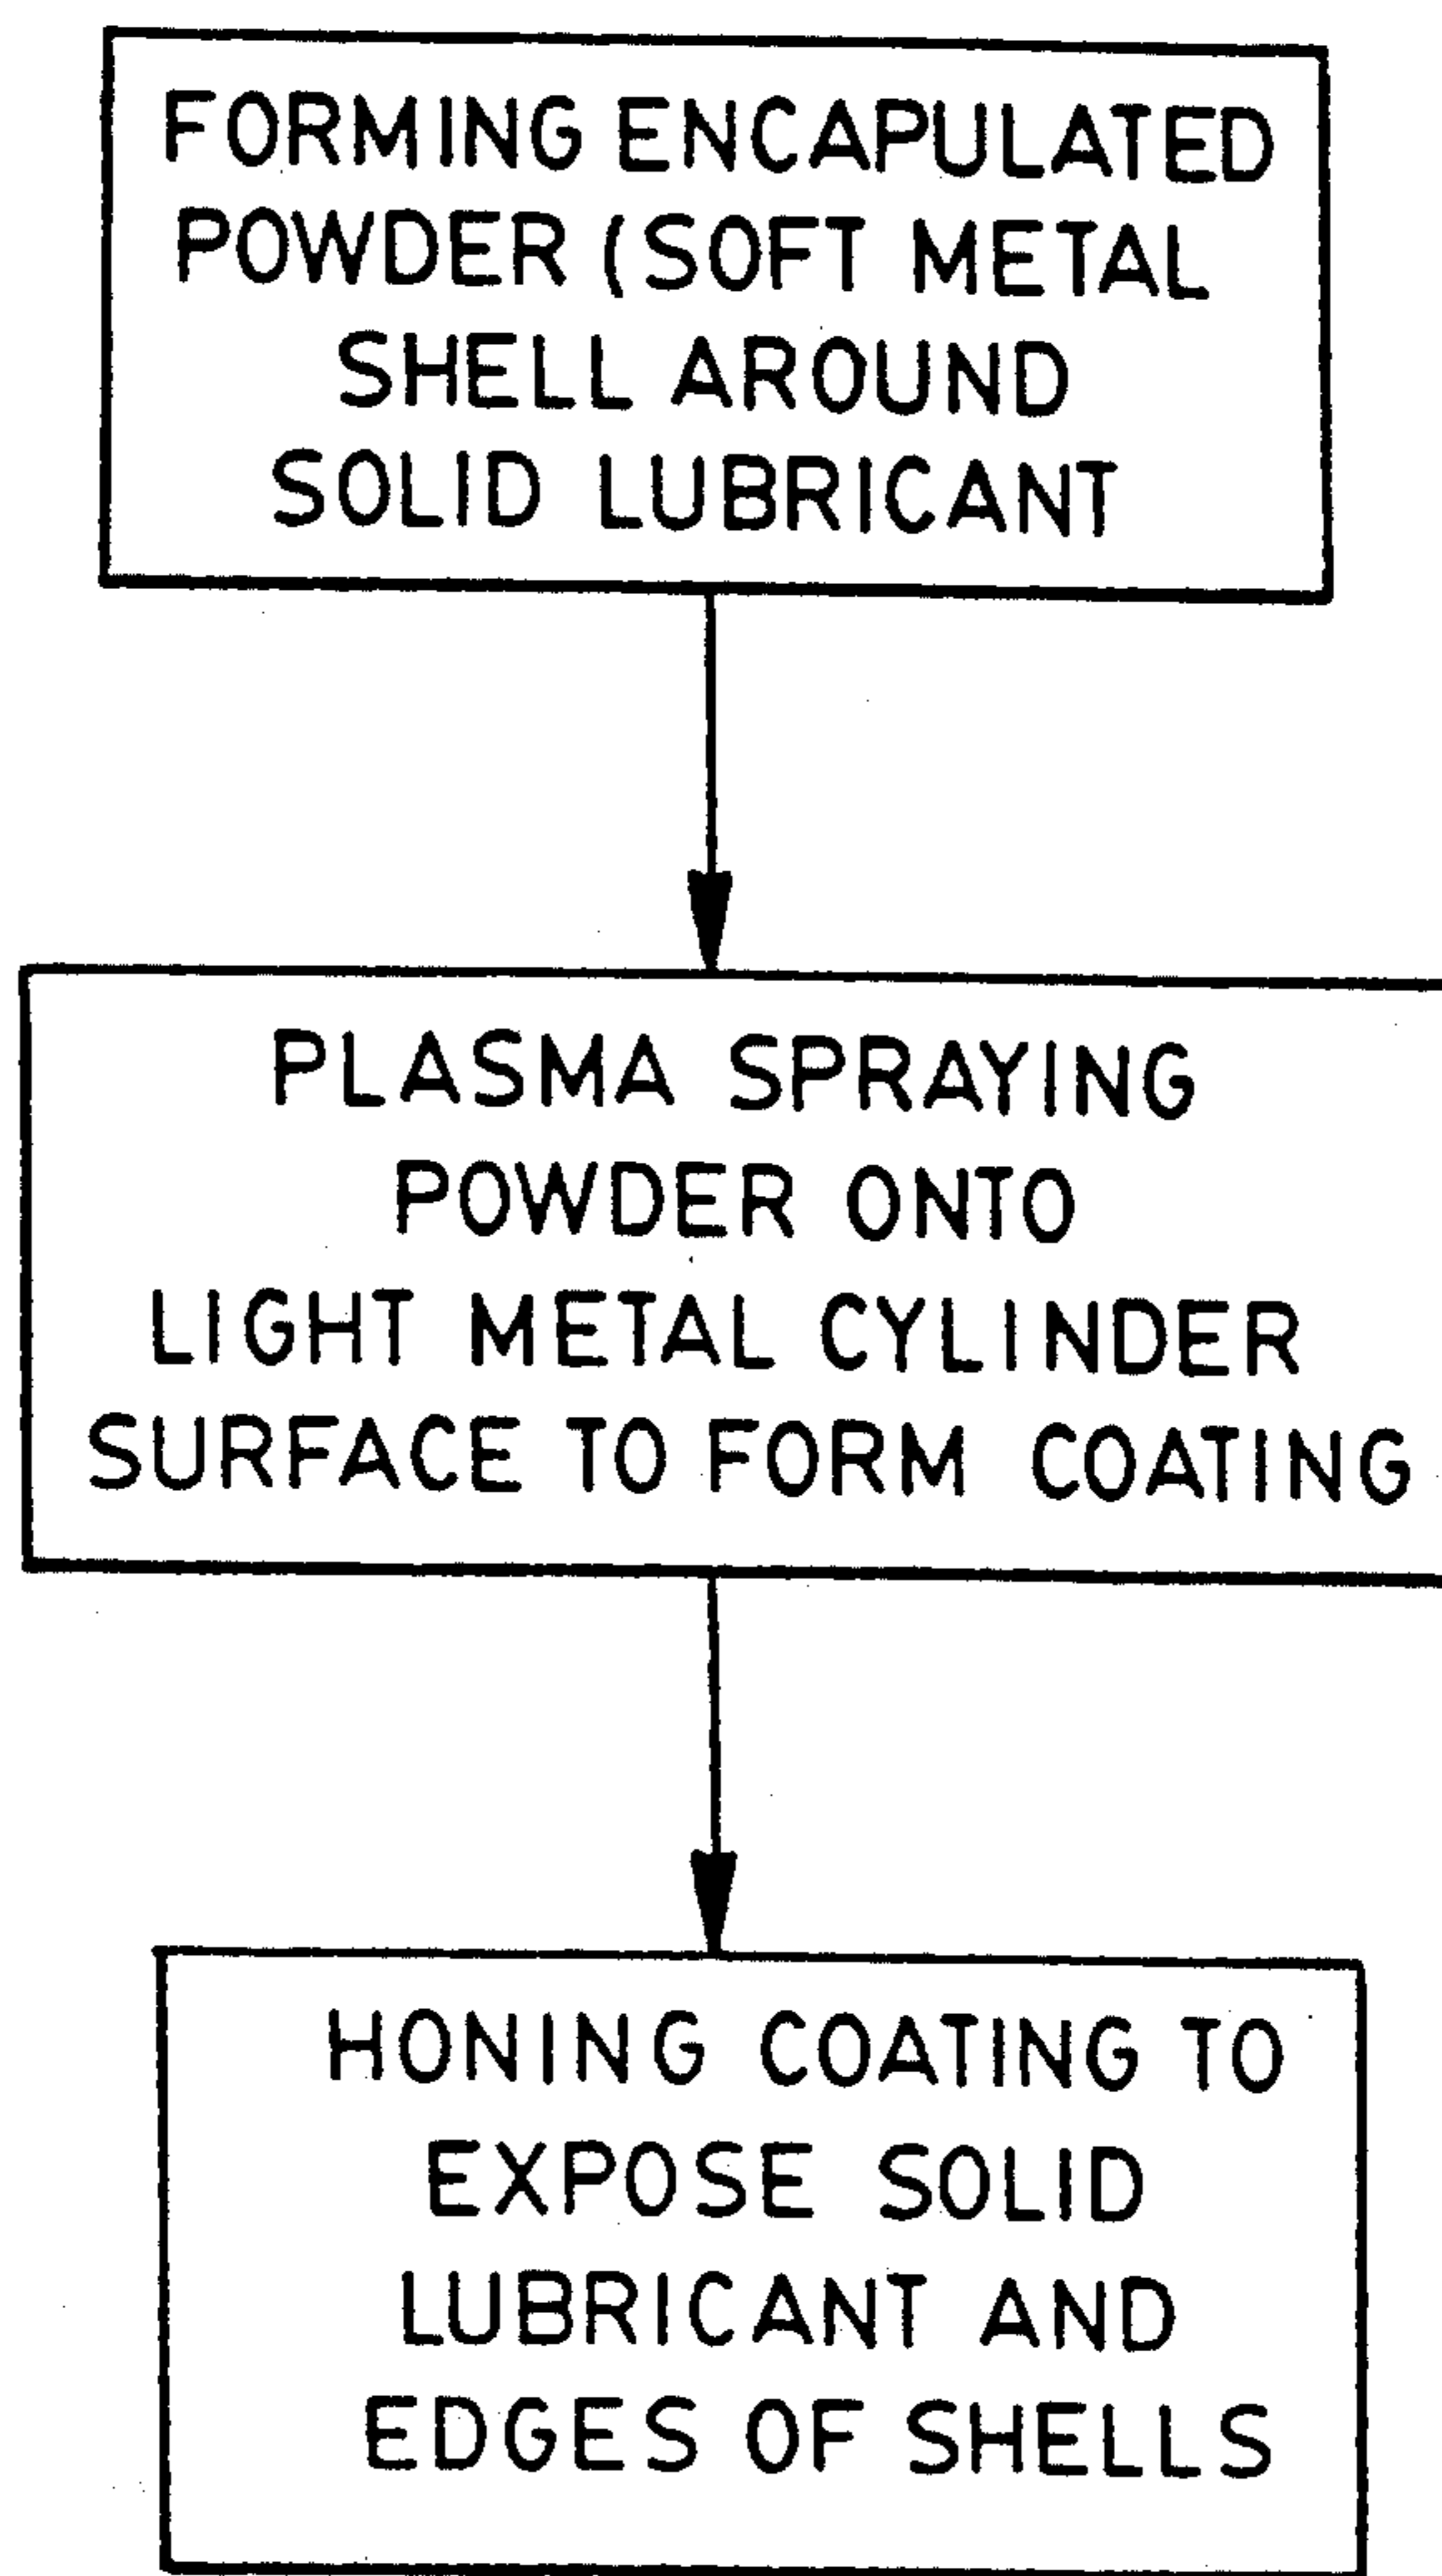 FORMING ENCAPULATED
POWDER (SOFT METAL
SHELL AROUND
SOLID LUBRICANT
PLASMA SPRAYING
POWDER ONTO
LIGHT METAL CYLINDER
SURFACE TO FORM COATING
HONING COATING TO
EXPOSE SOLID
LUBRICANT AND
EDGES OF SHELLS